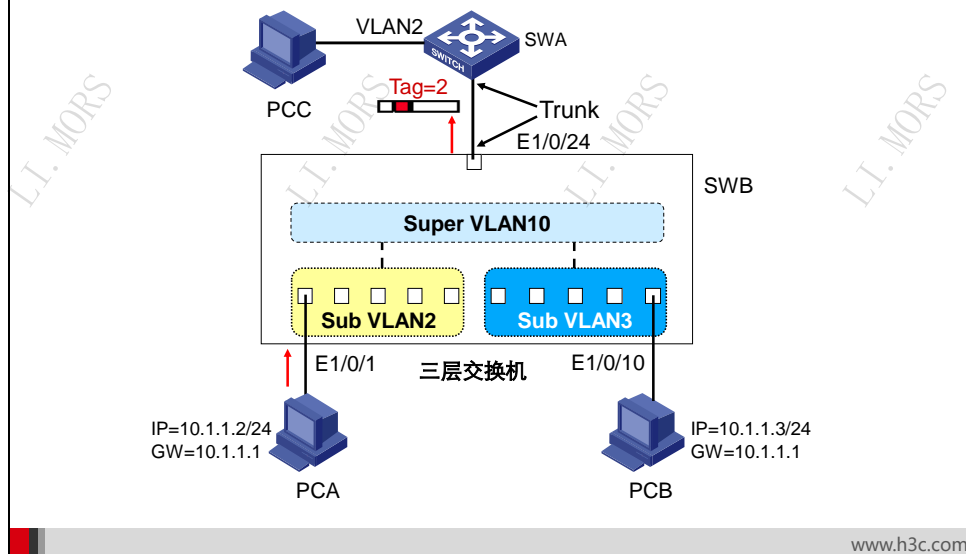 VLAN2
SWA
SWITCH
Tag=2
PCC
Trunk
E1/0/24
SWB
Super VLAN10
Sub VLAN2
Sub VLAN3
E1/0/1
三层交换机
E1/0/10
IP=10.1.1.2/24
GW=10.1.1.1
IP=10.1.1.3/24
GW=10.1.1.1
PCA
PCB
LI. MORS
LI. MORS
LI. MORS
www.h3c.com